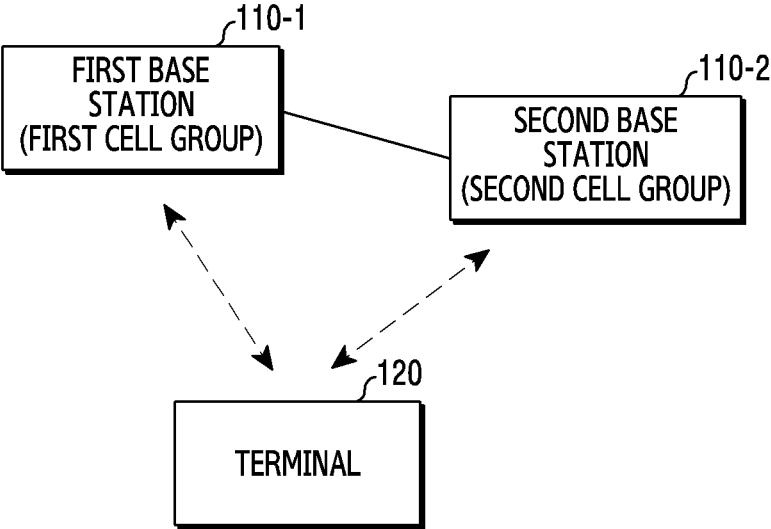 110-1
FIRST BASE
STATION
(FIRST CELL GROUP)
110-2
SECOND BASE
STATION
(SECOND CELL GROUP)
120
TERMINAL